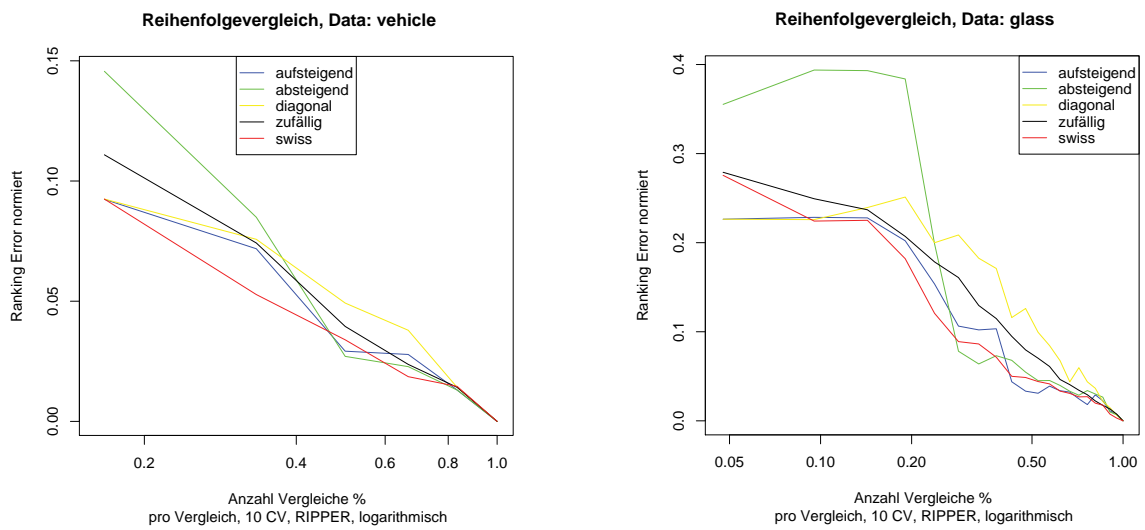 Reihenfolgevergleich, Data: vehicle
Ranking Error normiert
0.15
0.10
0.05
0.00
aufsteigend
absteigend
diagonal
zufällig
swiss
0.2 0.4 0.6 0.8 1.0
Anzahl Vergleiche %
pro Vergleich, 10 CV, RIPPER, logarithmisch
Reihenfolgevergleich, Data: glass
Ranking Error normiert
0.4
0.3
0.2
0.1
0.0
aufsteigend
absteigend
diagonal
zufällig
swiss
0.05 0.10 0.20 0.50 1.00
Anzahl Vergleiche %
pro Vergleich, 10 CV, RIPPER, logarithmisch